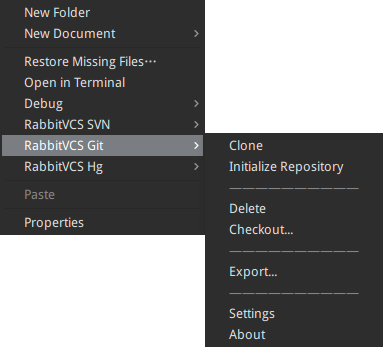 New Folder
New Document
Restore Missing Files⋯
Open in Terminal
Debug
RabbitVCS SVN
RabbitVCS Git
RabbitVCS Hg
Paste
Properties
Clone
Initialize Repository
Delete
Checkout...
Export...
Settings
About